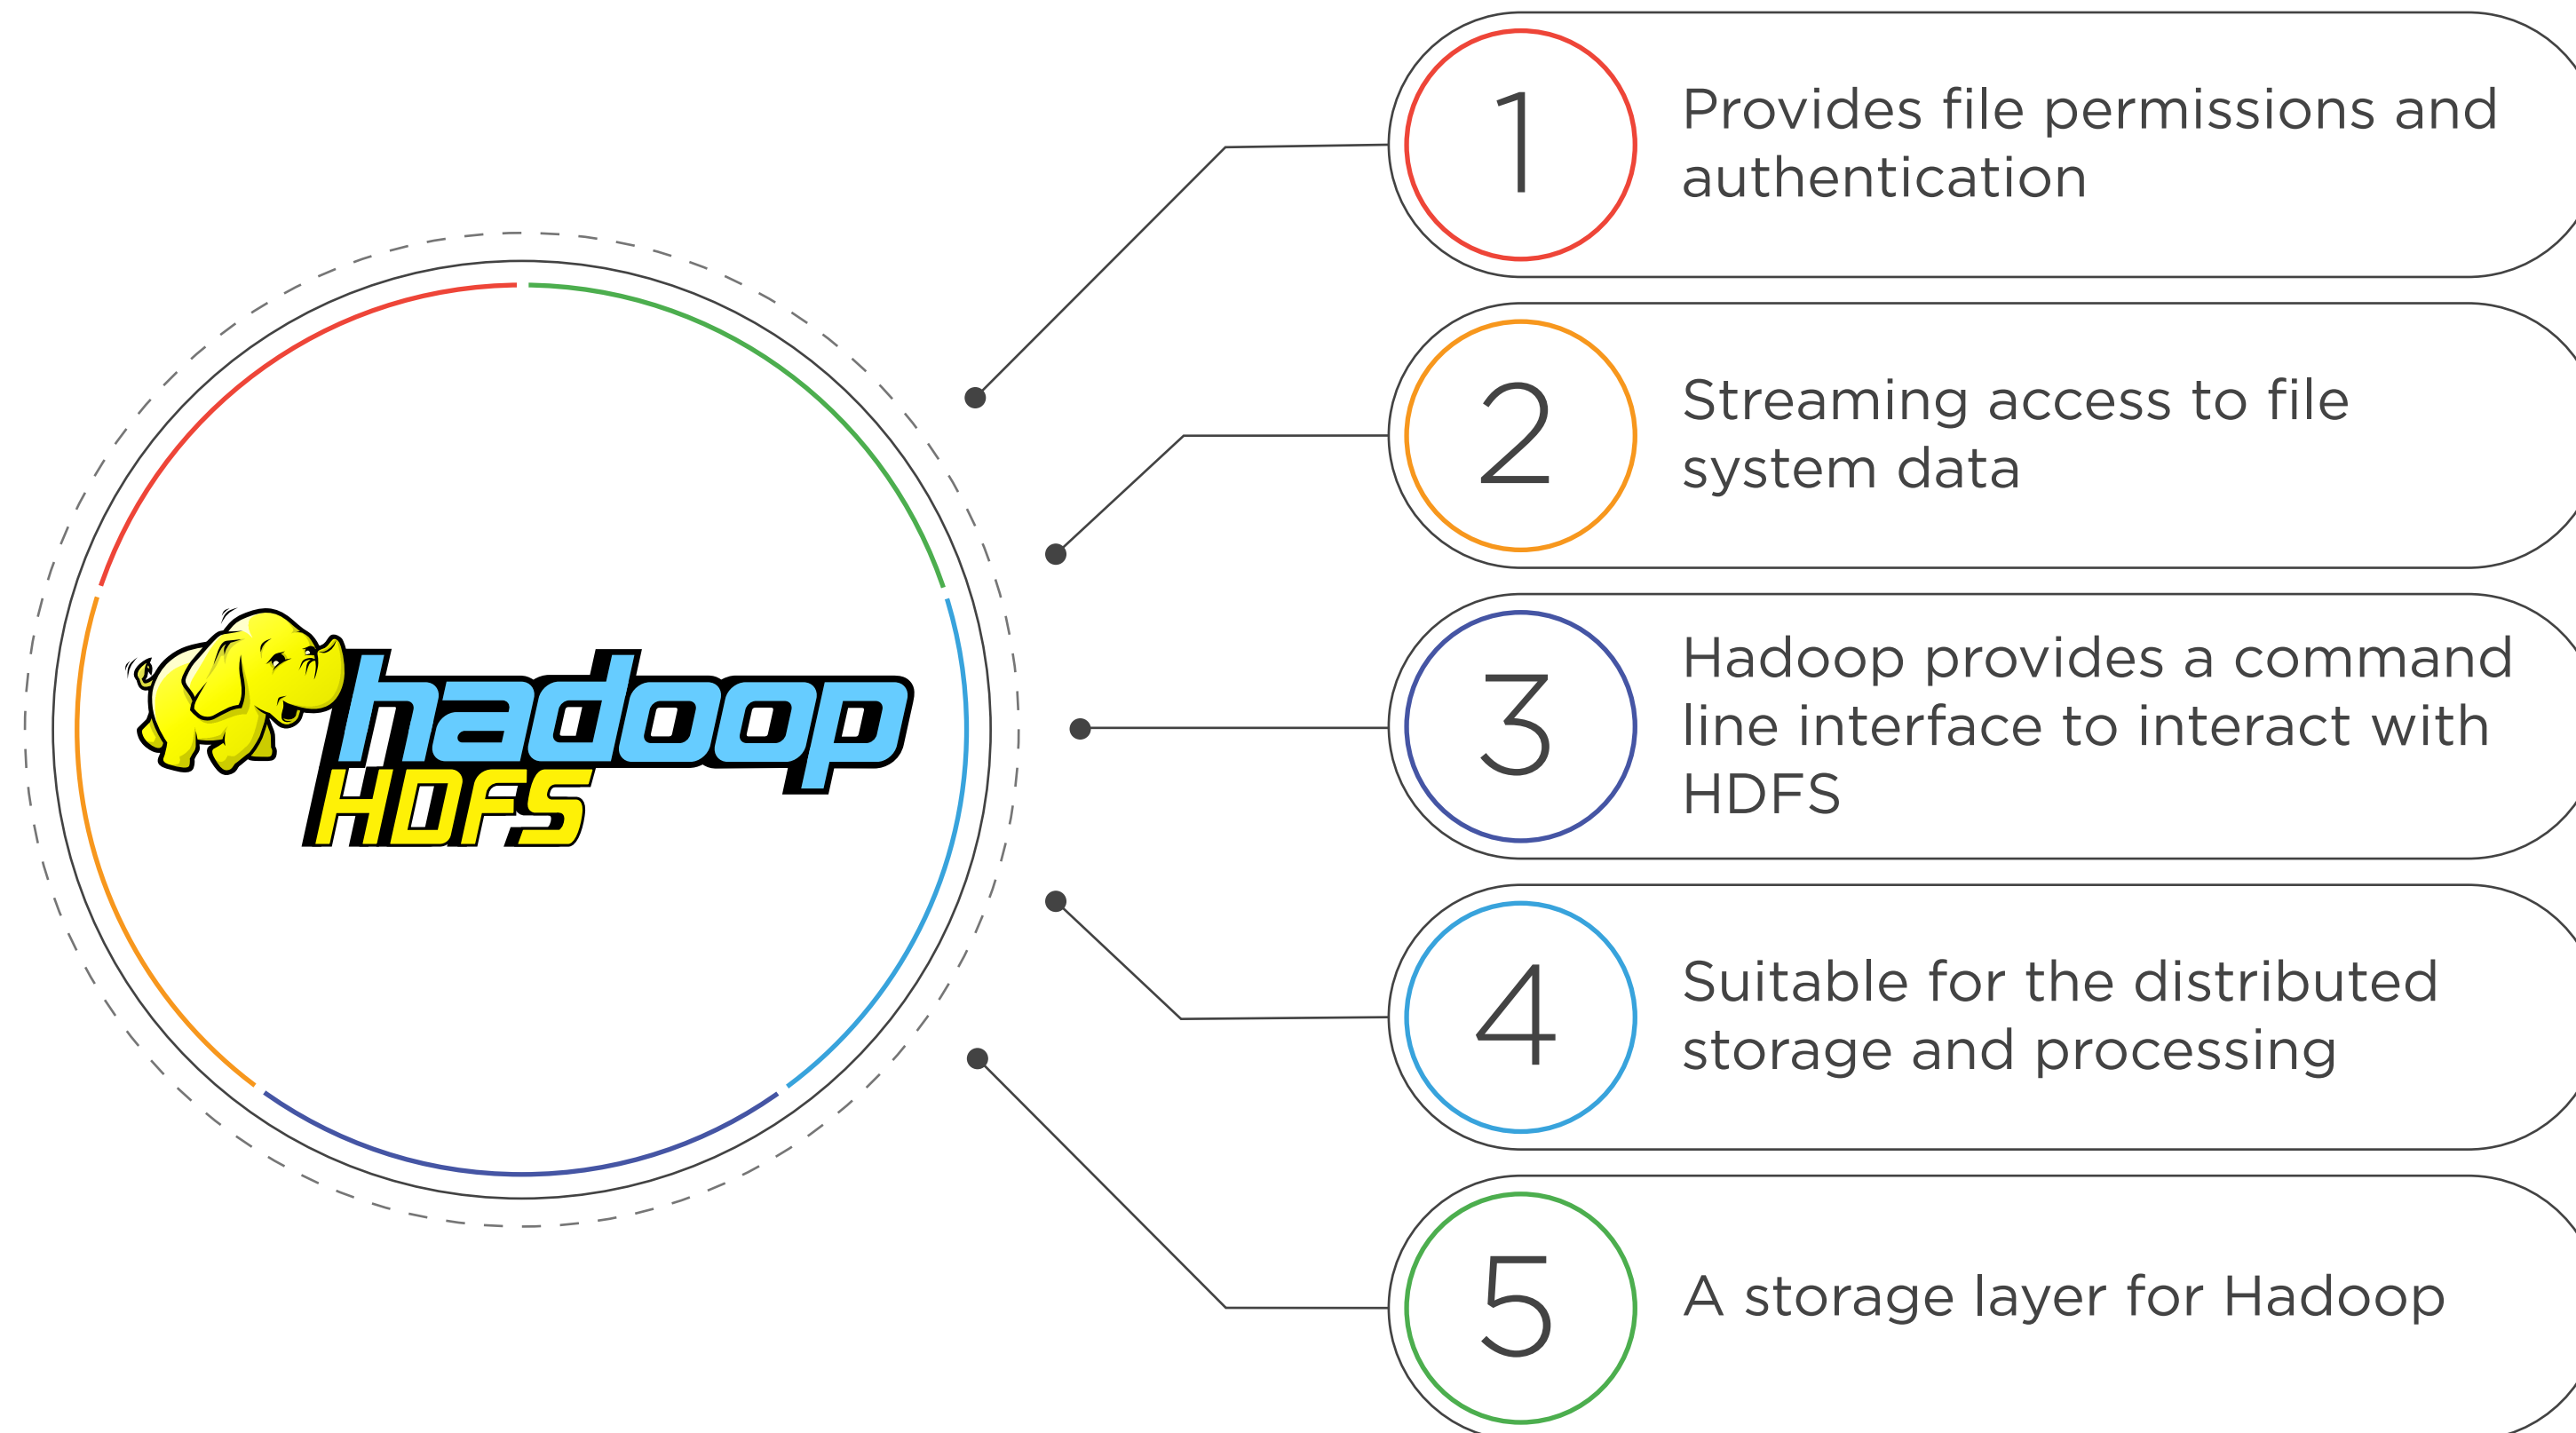 hadoop
HDFS
1
Provides file permissions and
authentication
2
Streaming access to file
system data
3
Hadoop provides a command
line interface to interact with
HDFS
4
Suitable for the distributed
storage and processing
5
A storage layer for Hadoop